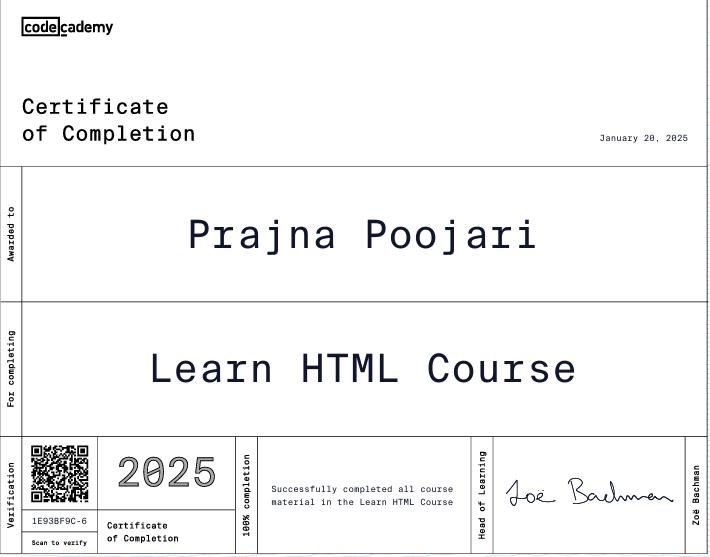 codecademy
Certificate
of Completion
January 20, 2025
Awarded to
Prajna Poojari
For completing
Learn HTML Course
Verification
1E93BF9C-6
Scan to verify
2025
Certificate
of Completion
100% completion
Successfully completed all course
material in the Learn HTML Course
Head of Learning
Zoë Bachman
Zoë Bachman